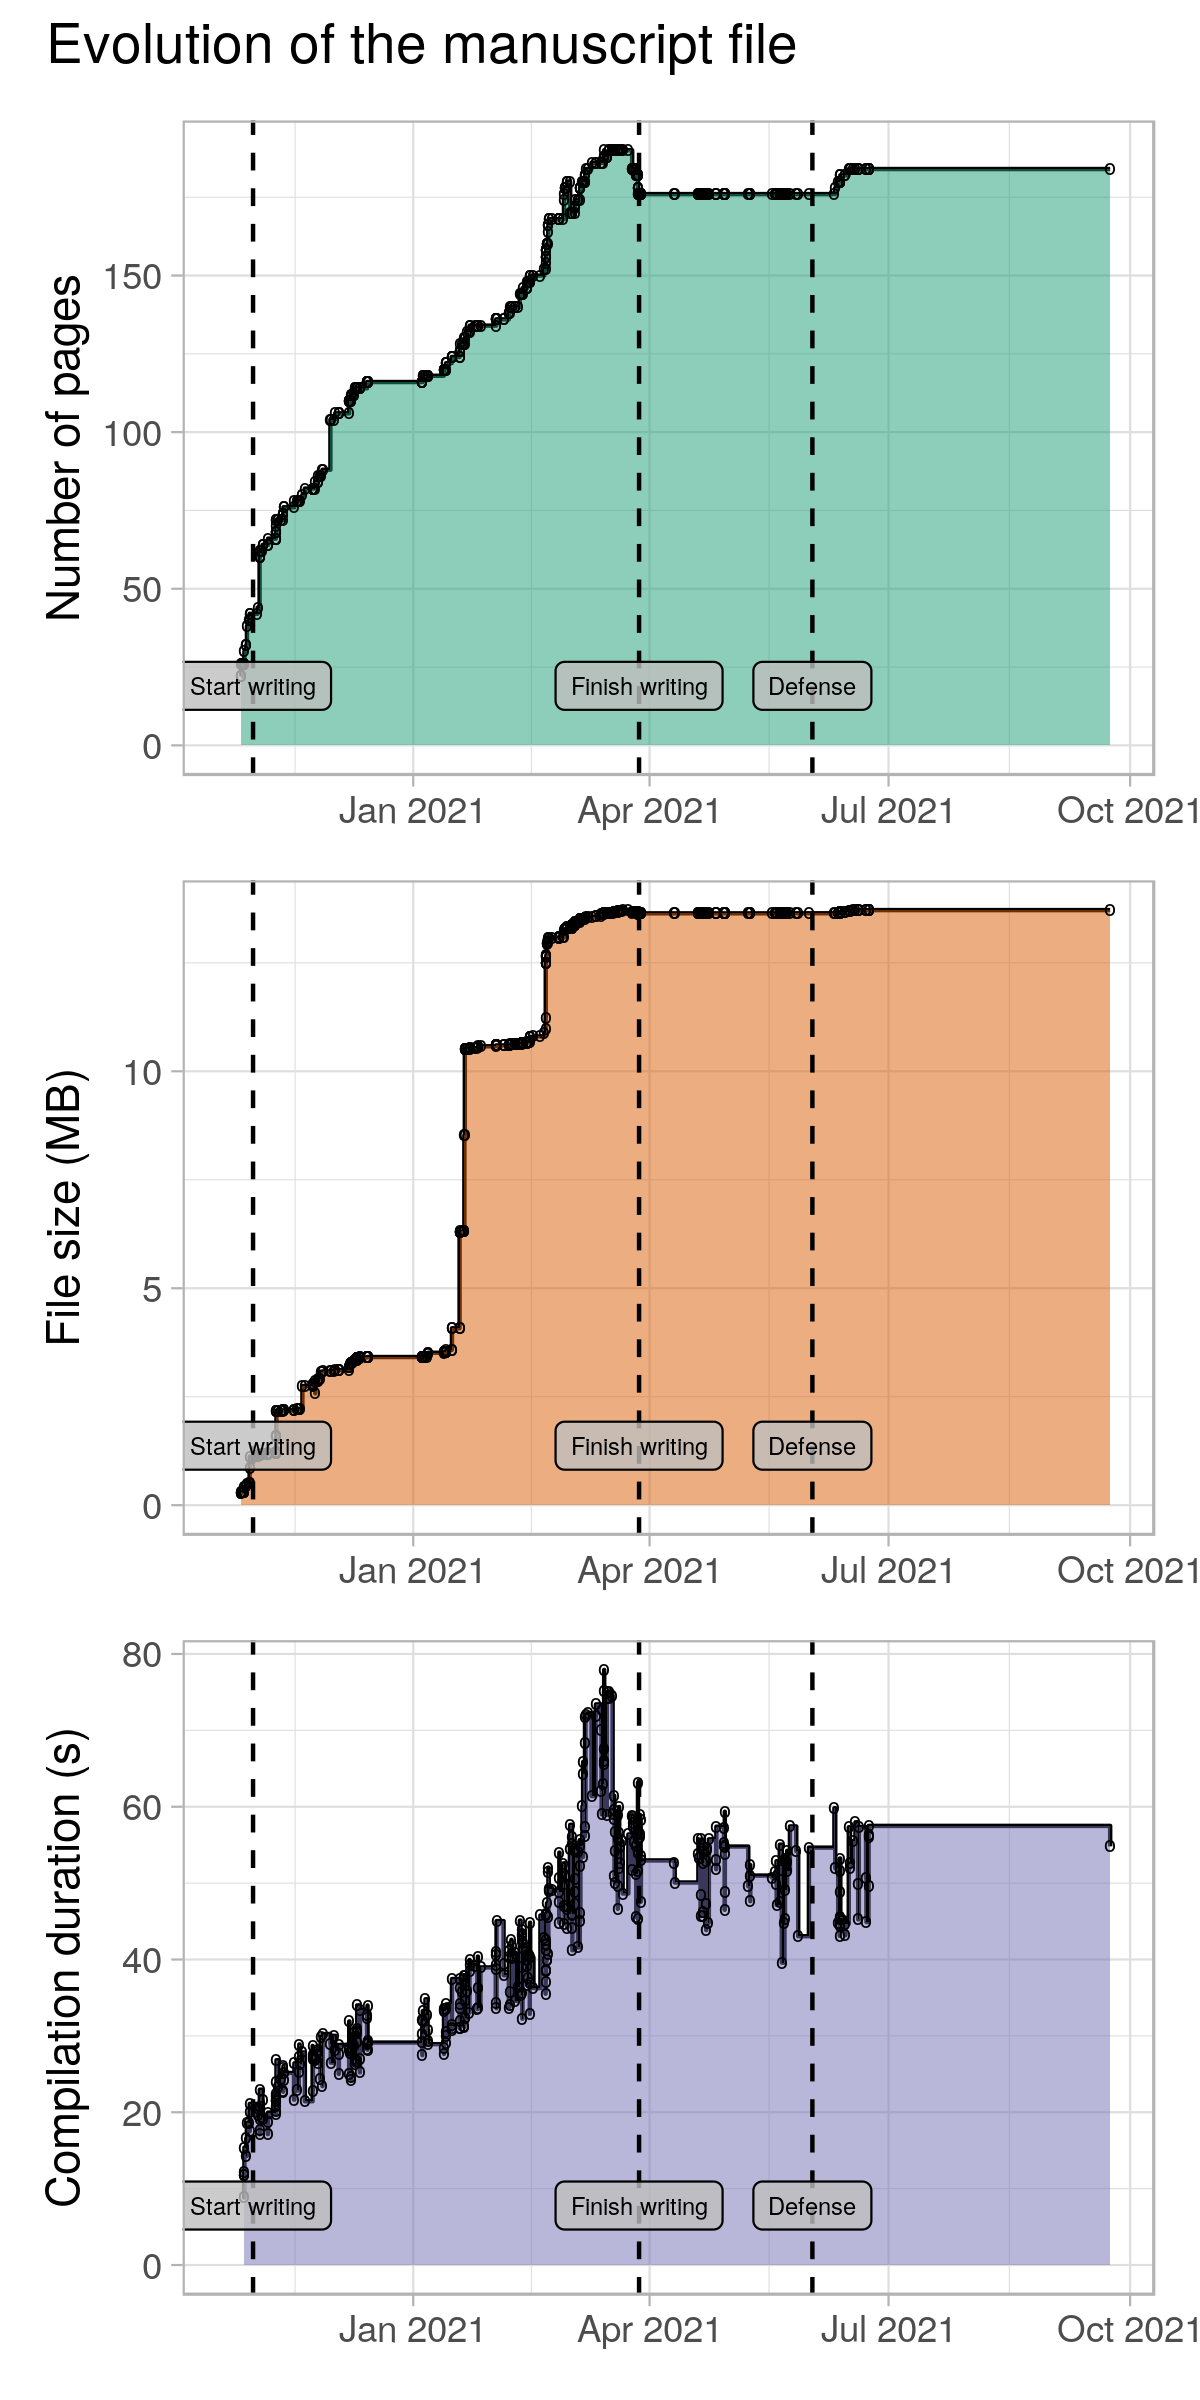 Evolution of the manuscript file
Number of pages
150
100
50
0
Start writing
Finish writing
Defense
Jan 2021
Apr 2021
Jul 2021
Oct 2021
File size (MB)
10
5
0
Start writing
Finish writing
Defense
Jan 2021
Apr 2021
Jul 2021
Oct 2021
Compilation duration (s)
80
60
40
20
0
Start writing
Finish writing
Defense
Jan 2021
Apr 2021
Jul 2021
Oct 2021